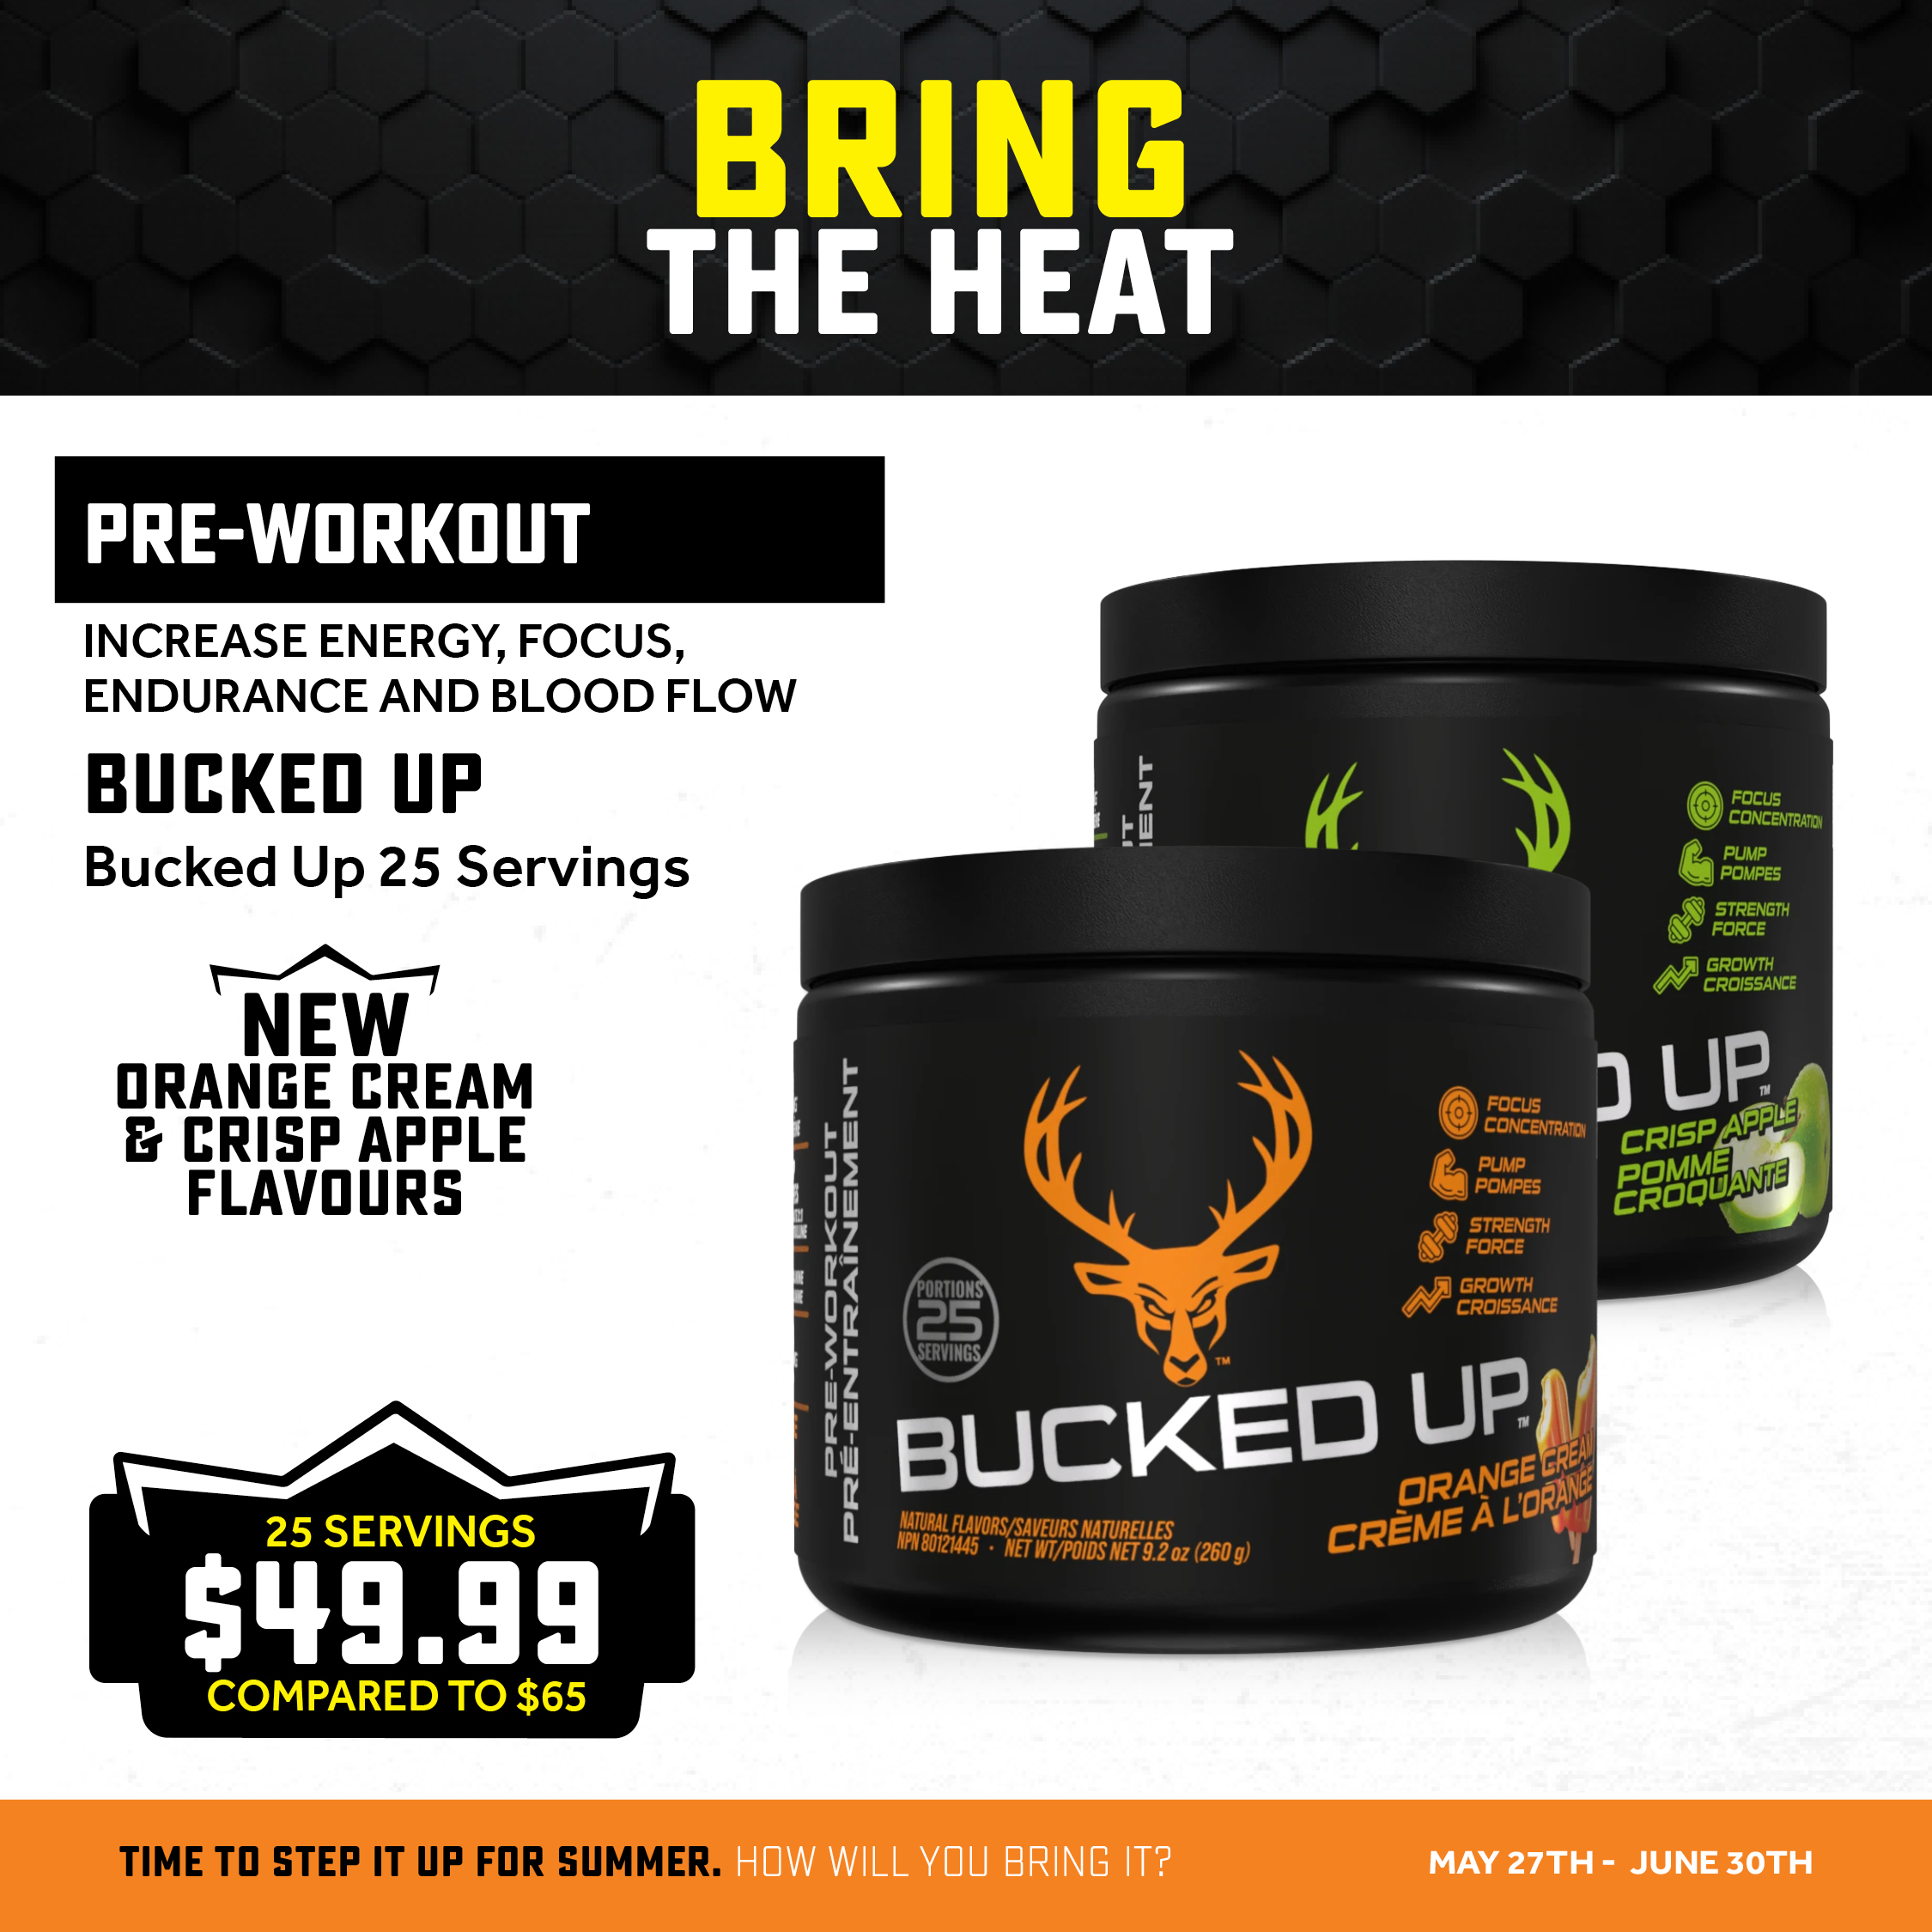 BRING
THE HEAT
PRE-WORKOUT
INCREASE ENERGY, FOCUS,
ENDURANCE AND BLOOD FLOW
BUCKED UP
Bucked Up 25 Servings
NEW
ORANGE CREAM
& CRISP APPLE
FLAVOURS
25 SERVINGS
$49.99
COMPARED TO $65
FOCUS
CONCENTRATION
PUMP
POMPES
STRENGTH
FORCE
GROWTH
CROISSANCE
UP™
CRISP APPLE
POMME
CROQUANTE
PRE-WORKOUT
PRÉ-ENTRAÎNEMENT
PORTIONS
25
SERVINGS
FOCUS
CONCENTRATION
PUMP
POMPES
STRENGTH
FORCE
GROWTH
CROISSANCE
™
BUCKED UP™
ORANGE CREAM
CRÈME À L'ORANGE
NATURAL FLAVORS/SAVEURS NATURELLES
NPN 80121445 · NET WT/POIDS NET 9.2 oz (260 g)
TIME TO STEP IT UP FOR SUMMER. HOW WILL YOU BRING IT?
MAY 27TH - JUNE 30TH